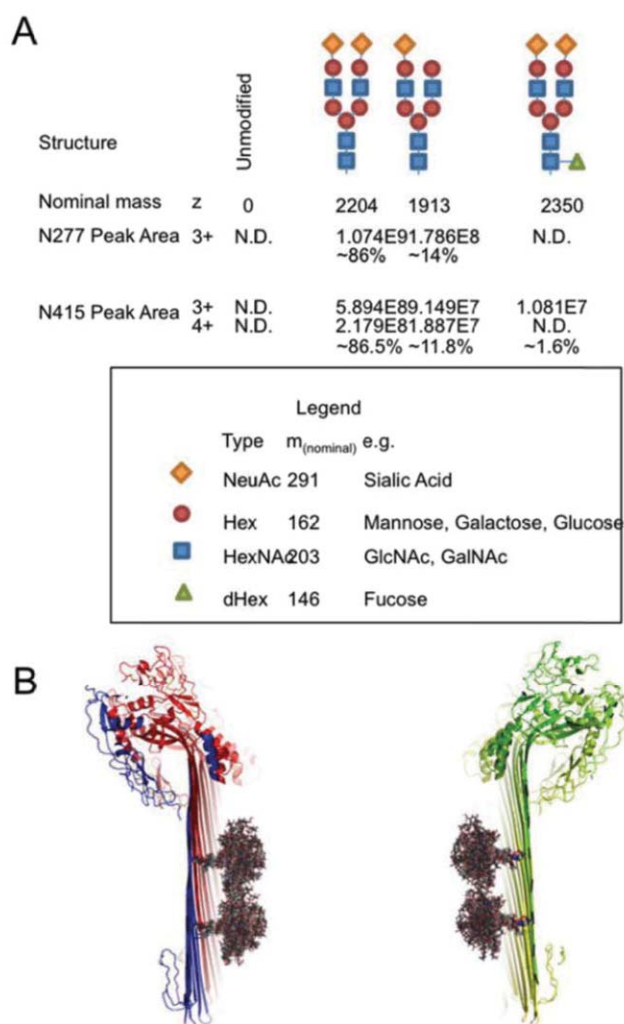 A
Unmodified
Structure
Nominal mass z 0 2204 1913 2350
N277 Peak Area 3+ N.D. 1.074E91.786E8 N.D.
~86% ~14%
N415 Peak Area 3+ N.D. 5.894E89.149E7 1.081E7
4+ N.D. 2.179E81.887E7 N.D.
~86.5% ~11.8% ~1.6%
Legend
Type m(nominal) e.g.
NeuAc 291 Sialic Acid
Hex 162 Mannose, Galactose, Glucose
HexNAc203 GlcNAc, GalNAc
dHex 146 Fucose
B